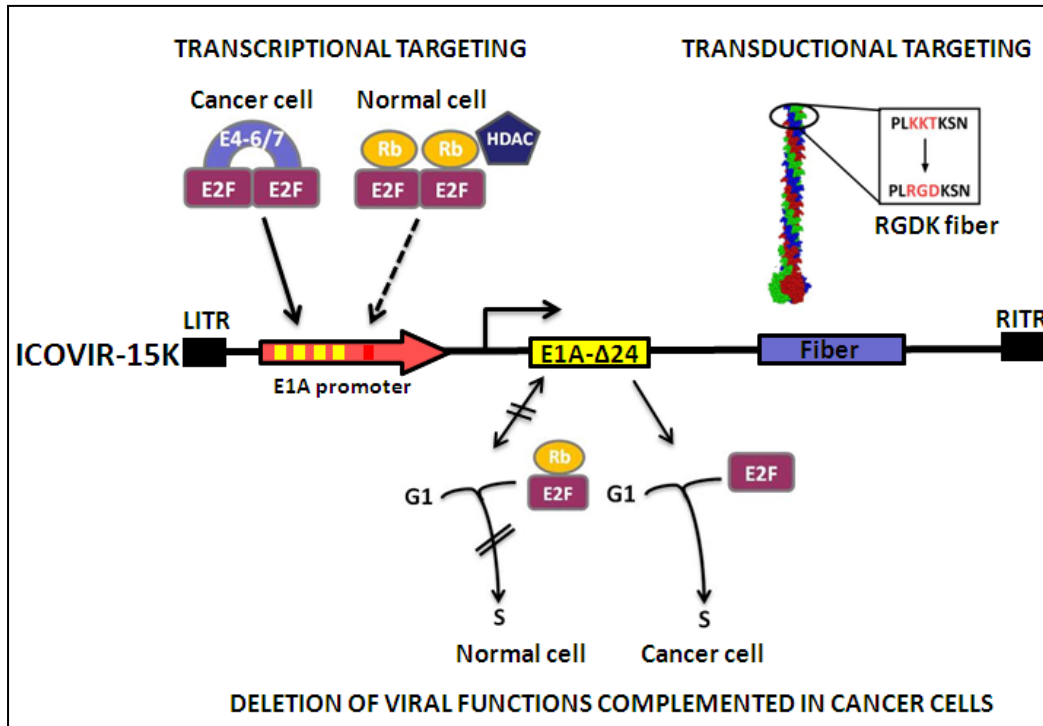 TRANSCRIPTIONAL TARGETING
TRANSDUCTIONAL TARGETING
Cancer cell
Normal cell
E4-6/7
E2F
E2F
Rb
Rb
HDAC
E2F
E2F
PLKKTKSN
PLRGDKSN
RGDK fiber
ICOVIR-15K
LITR
E1A promoter
E1A-Δ24
Fiber
RITR
G1
Rb
E2F
S
Normal cell
G1
E2F
S
Cancer cell
DELETION OF VIRAL FUNCTIONS COMPLEMENTED IN CANCER CELLS